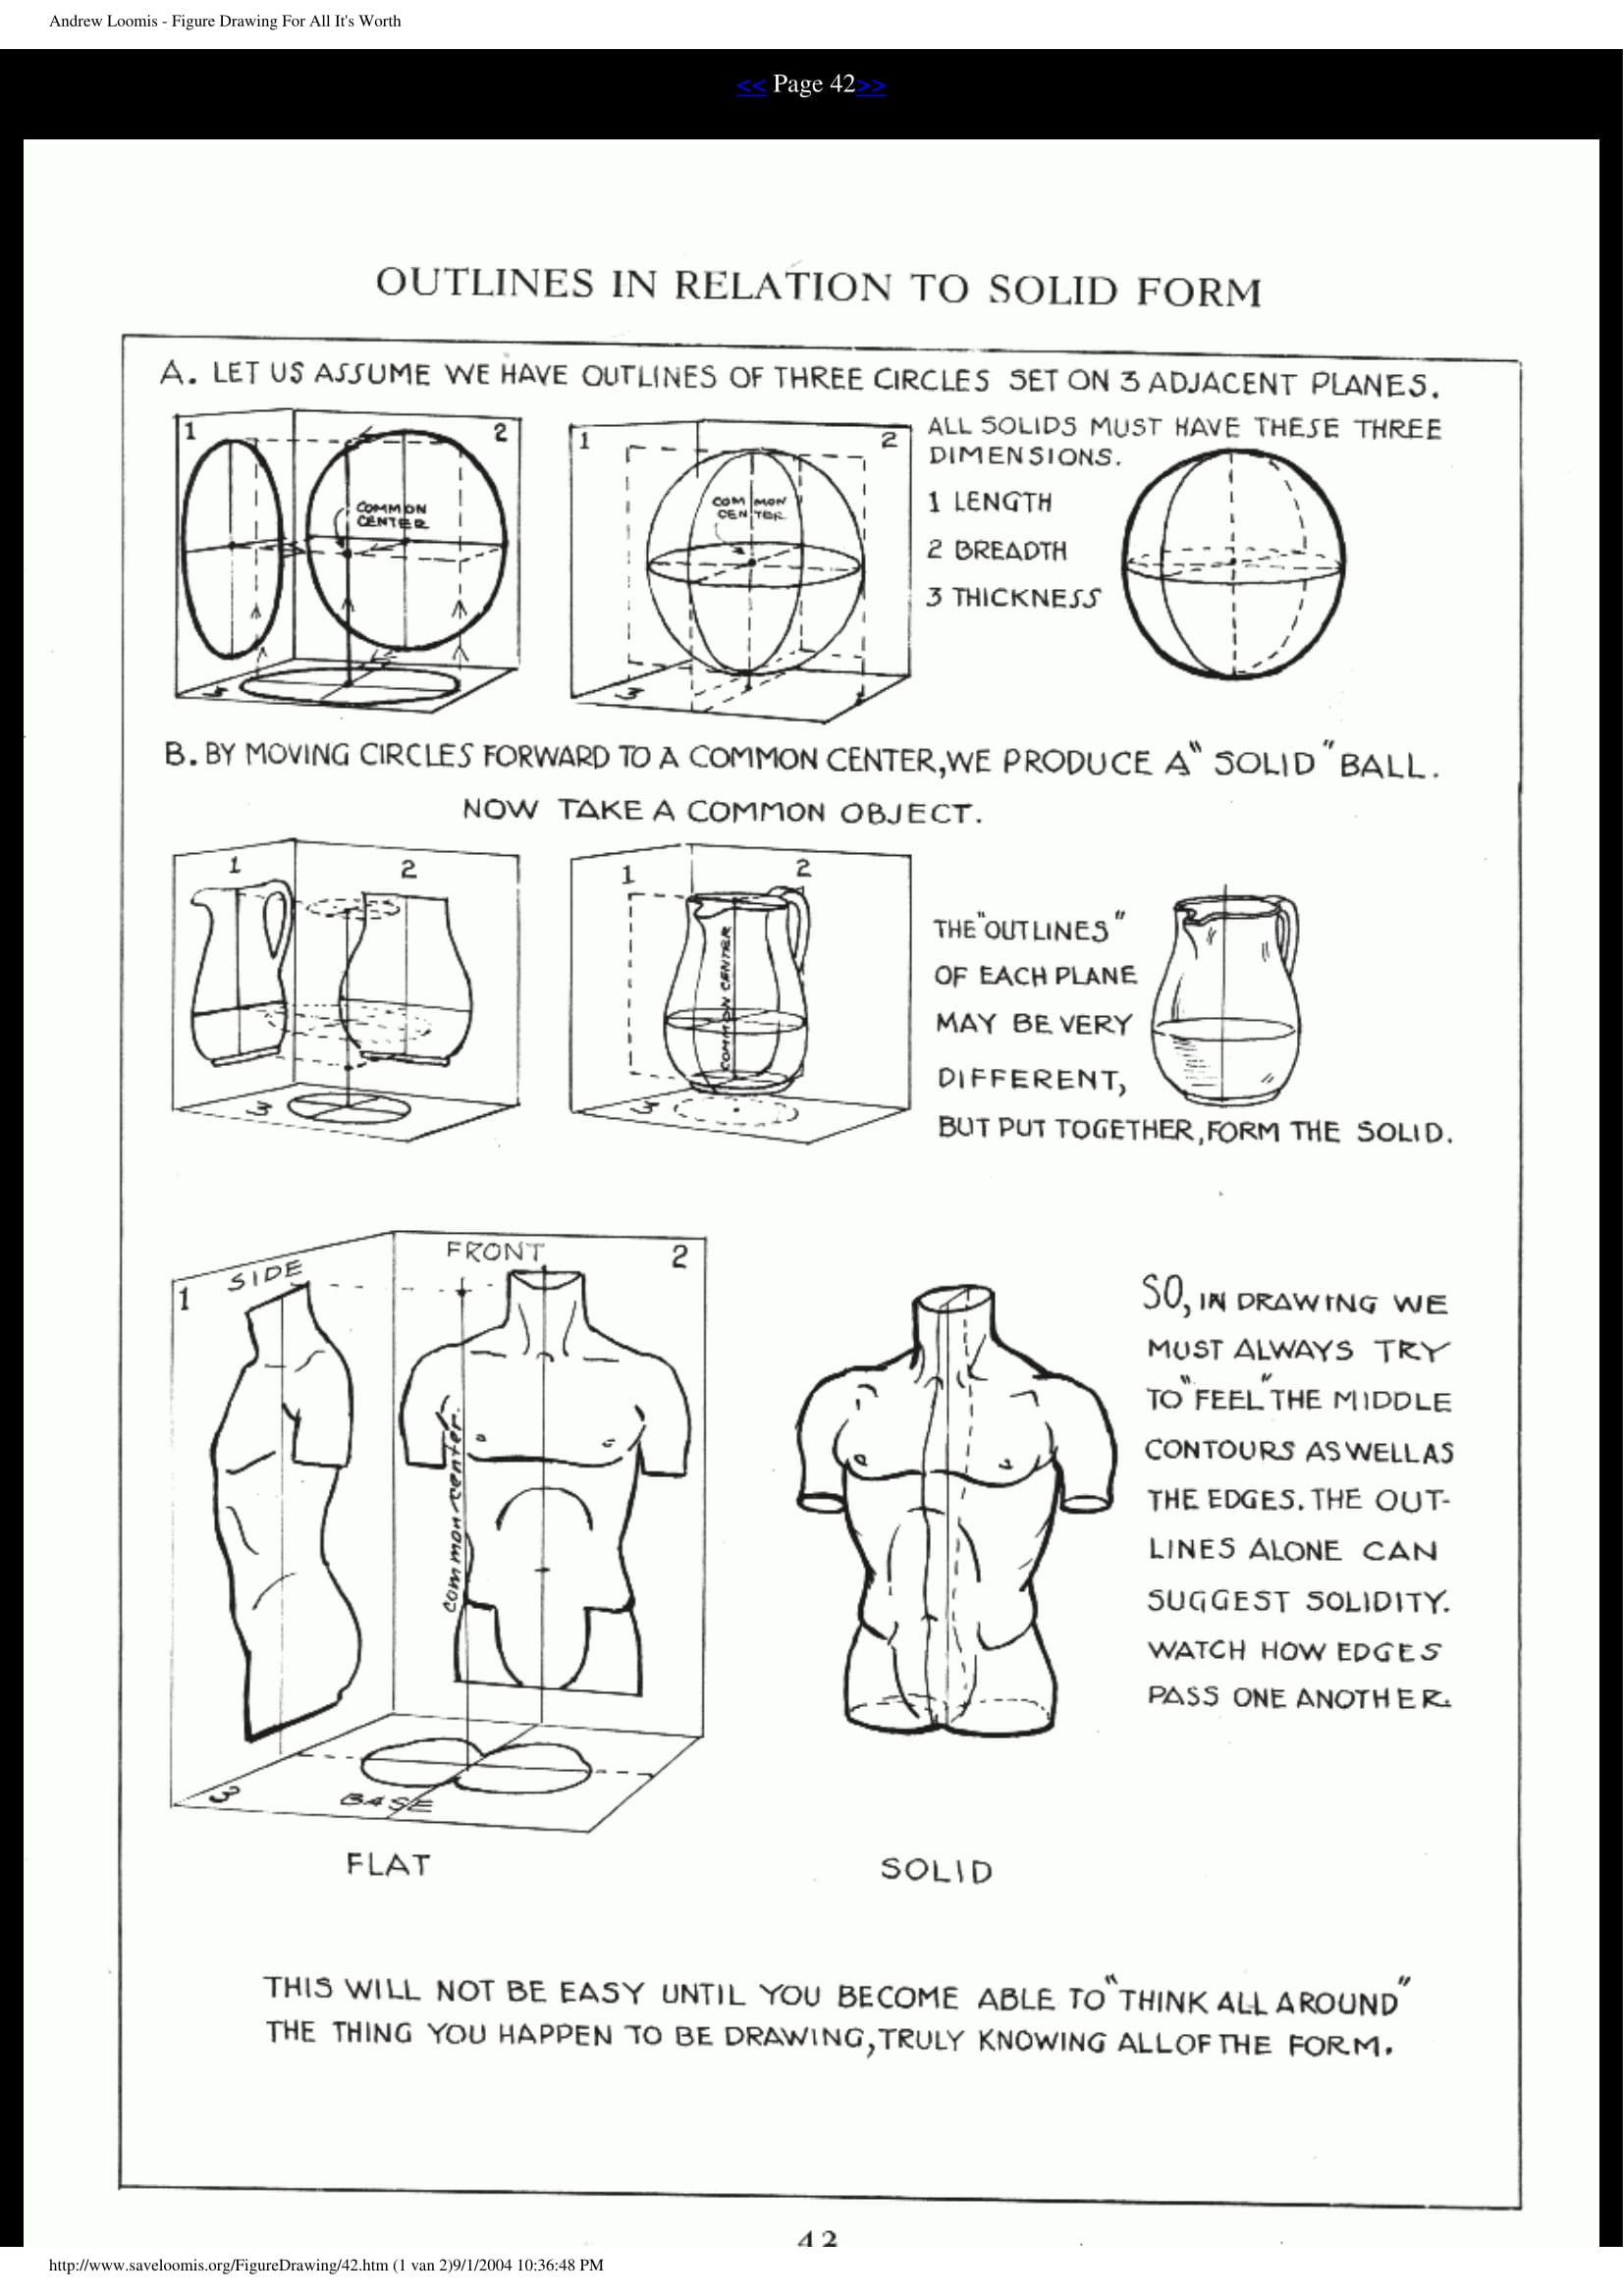 Andrew Loomis - Figure Drawing For All It's Worth
<< Page 42>>
OUTLINES IN RELATION TO SOLID FORM
A. LET US ASSUME WE HAVE OUTLINES OF THREE CIRCLES SET ON 3 ADJACENT PLANES.
1
2
COMMON
CENTER
3
1
2
COMMON
CENTER
3
ALL SOLIDS MUST HAVE THESE THREE
DIMENSIONS.
1 LENGTH
2 BREADTH
3 THICKNESS
B. BY MOVING CIRCLES FORWARD TO A COMMON CENTER, WE PRODUCE A "SOLID" BALL.
NOW TAKE A COMMON OBJECT.
1
2
3
1
2
COMMON CENTER
3
THE "OUTLINES"
OF EACH PLANE
MAY BE VERY
DIFFERENT,
BUT PUT TOGETHER, FORM THE SOLID.
1
SIDE
FRONT
2
common-center.
3
BASE
FLAT
SOLID
SO, IN DRAWING WE
MUST ALWAYS TRY
TO "FEEL" THE MIDDLE
CONTOURS AS WELL AS
THE EDGES. THE OUT-
LINES ALONE CAN
SUGGEST SOLIDITY.
WATCH HOW EDGES
PASS ONE ANOTHER.
THIS WILL NOT BE EASY UNTIL YOU BECOME ABLE TO "THINK ALL AROUND"
THE THING YOU HAPPEN TO BE DRAWING, TRULY KNOWING ALL OF THE FORM.
42
http://www.saveloomis.org/FigureDrawing/42.htm (1 van 2)9/1/2004 10:36:48 PM